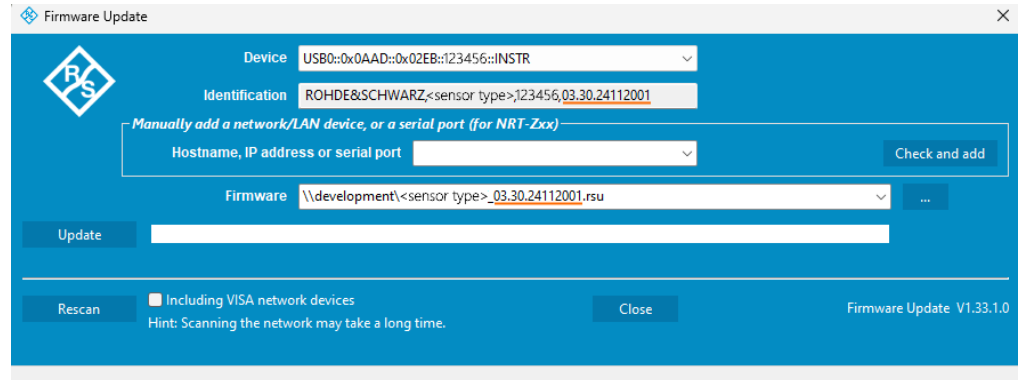 Firmware Update
R&S
Device USB0::0x0AAD::0x02EB::123456::INSTR
Identification ROHDE&SCHWARZ,<sensor type>,123456,03.30.24112001
Manually add a network/LAN device, or a serial port (for NRT-Zxx)
Hostname, IP address or serial port Check and add
Firmware \\development\<sensor type>_03.30.24112001.rsu ...
Update
Rescan Including VISA network devices Close Firmware Update V1.33.1.0
Hint: Scanning the network may take a long time.